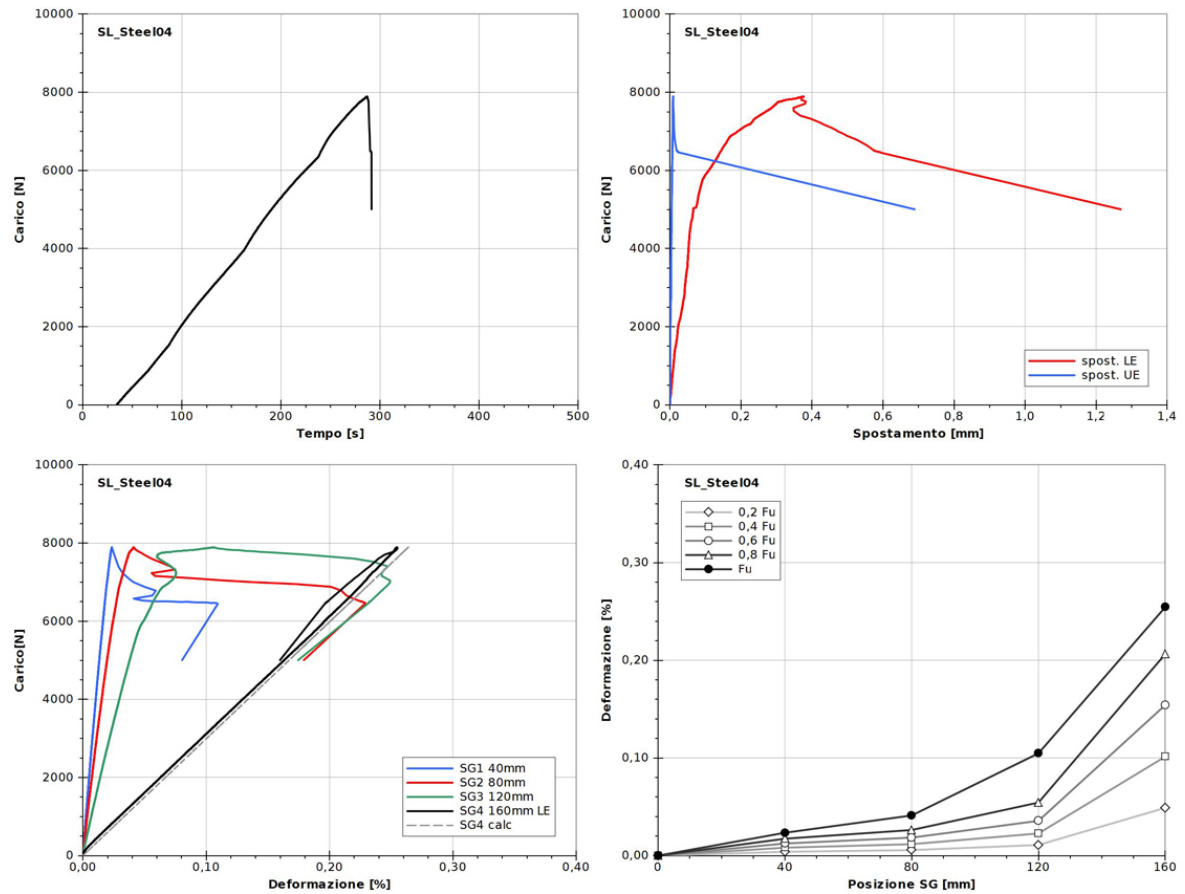 SL_Steel04
Carico [N]
10000
8000
6000
4000
2000
0
0
100
200
300
400
500
Tempo [s]
SL_Steel04
Carico [N]
10000
8000
6000
4000
2000
0
0,0
0,2
0,4
0,6
0,8
1,0
1,2
1,4
Spostamento [mm]
spost. LE
spost. UE
SL_Steel04
Carico[N]
10000
8000
6000
4000
2000
0
0,00
0,10
0,20
0,30
0,40
Deformazione [%]
SG1 40mm
SG2 80mm
SG3 120mm
SG4 160mm LE
SG4 calc
SL_Steel04
Deformazione [%]
0,40
0,30
0,20
0,10
0,00
0
40
80
120
160
Posizione SG [mm]
0,2 Fu
0,4 Fu
0,6 Fu
0,8 Fu
Fu